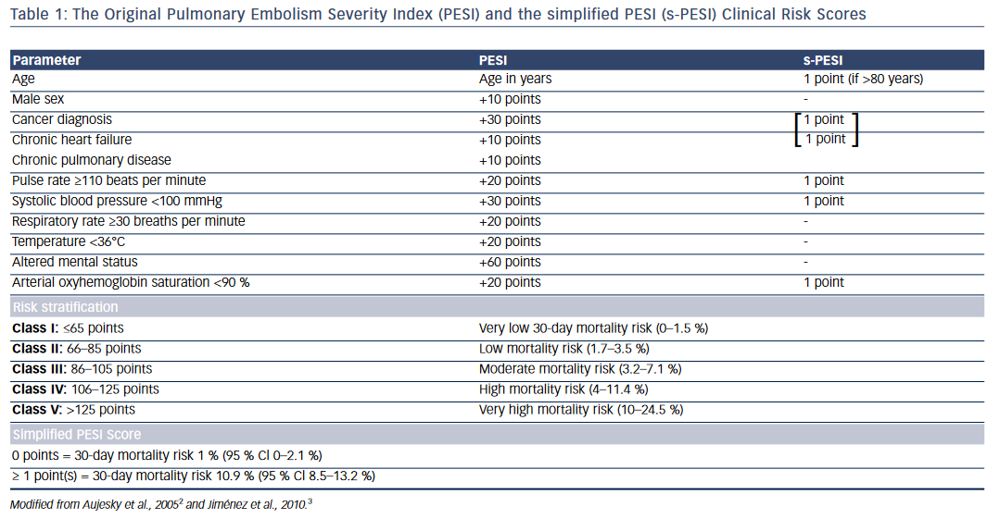 Table 1: The Original Pulmonary Embolism Severity Index (PESI) and the simplified PESI (s-PESI) Clinical Risk Scores
Parameter PESI s-PESI
Age Age in years 1 point (if >80 years)
Male sex +10 points -
Cancer diagnosis +30 points [ 1 point ]
Chronic heart failure +10 points [ 1 point ]
Chronic pulmonary disease +10 points
Pulse rate ≥110 beats per minute +20 points 1 point
Systolic blood pressure <100 mmHg +30 points 1 point
Respiratory rate ≥30 breaths per minute +20 points -
Temperature <36°C +20 points -
Altered mental status +60 points -
Arterial oxyhemoglobin saturation <90 % +20 points 1 point
Risk stratification
Class I: ≤65 points Very low 30-day mortality risk (0–1.5 %)
Class II: 66–85 points Low mortality risk (1.7–3.5 %)
Class III: 86–105 points Moderate mortality risk (3.2–7.1 %)
Class IV: 106–125 points High mortality risk (4–11.4 %)
Class V: >125 points Very high mortality risk (10–24.5 %)
Simplified PESI Score
0 points = 30-day mortality risk 1 % (95 % Cl 0–2.1 %)
≥ 1 point(s) = 30-day mortality risk 10.9 % (95 % Cl 8.5–13.2 %)
Modified from Aujesky et al., 2005² and Jiménez et al., 2010.³